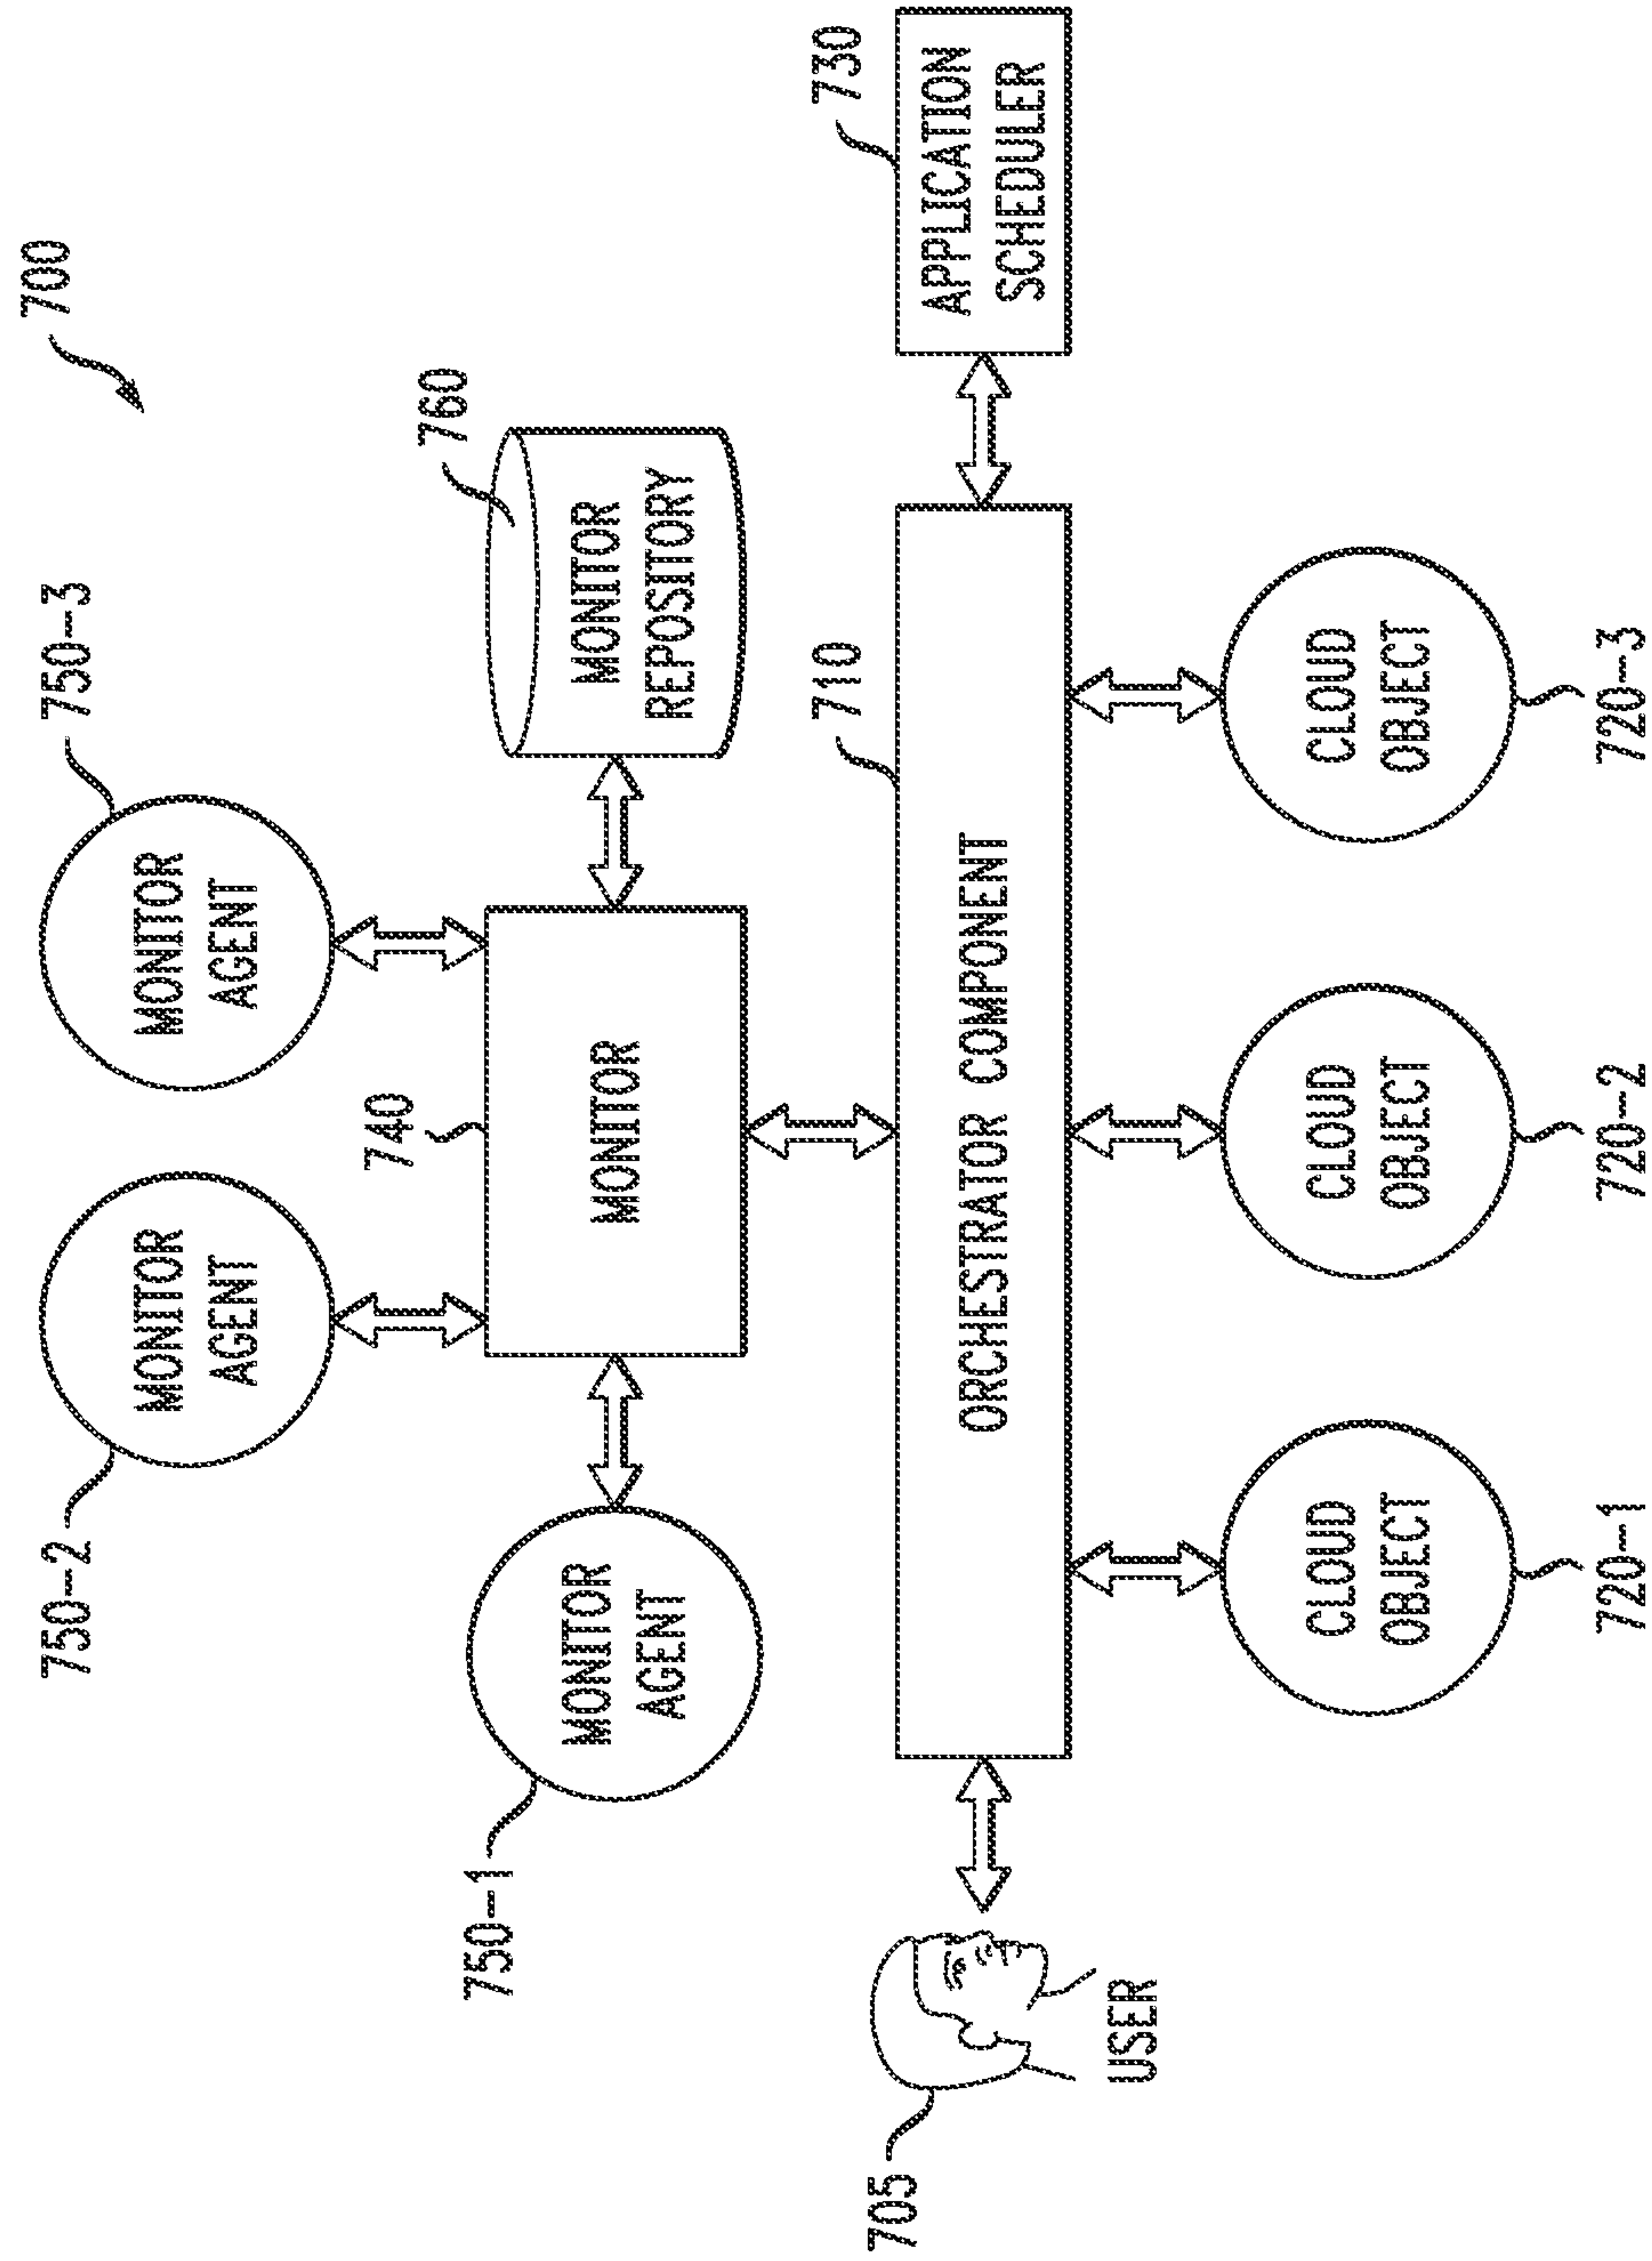 700
750-2
750-3
MONITOR
AGENT
MONITOR
AGENT
740
760
750-1
MONITOR
AGENT
MONITOR
MONITOR
REPOSITORY
705
710
730
USER
ORCHESTRATOR COMPONENT
APPLICATION
SCHEDULER
CLOUD
OBJECT
CLOUD
OBJECT
CLOUD
OBJECT
720-1
720-2
720-3